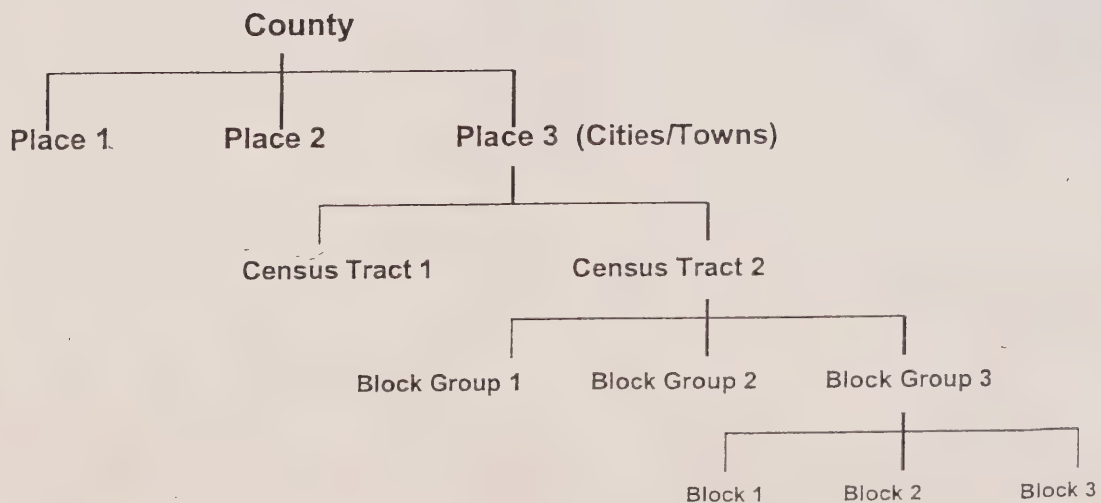 County
Place 1 Place 2 Place 3 (Cities/Towns)
Census Tract 1 Census Tract 2
Block Group 1 Block Group 2 Block Group 3
Block 1 Block 2 Block 3